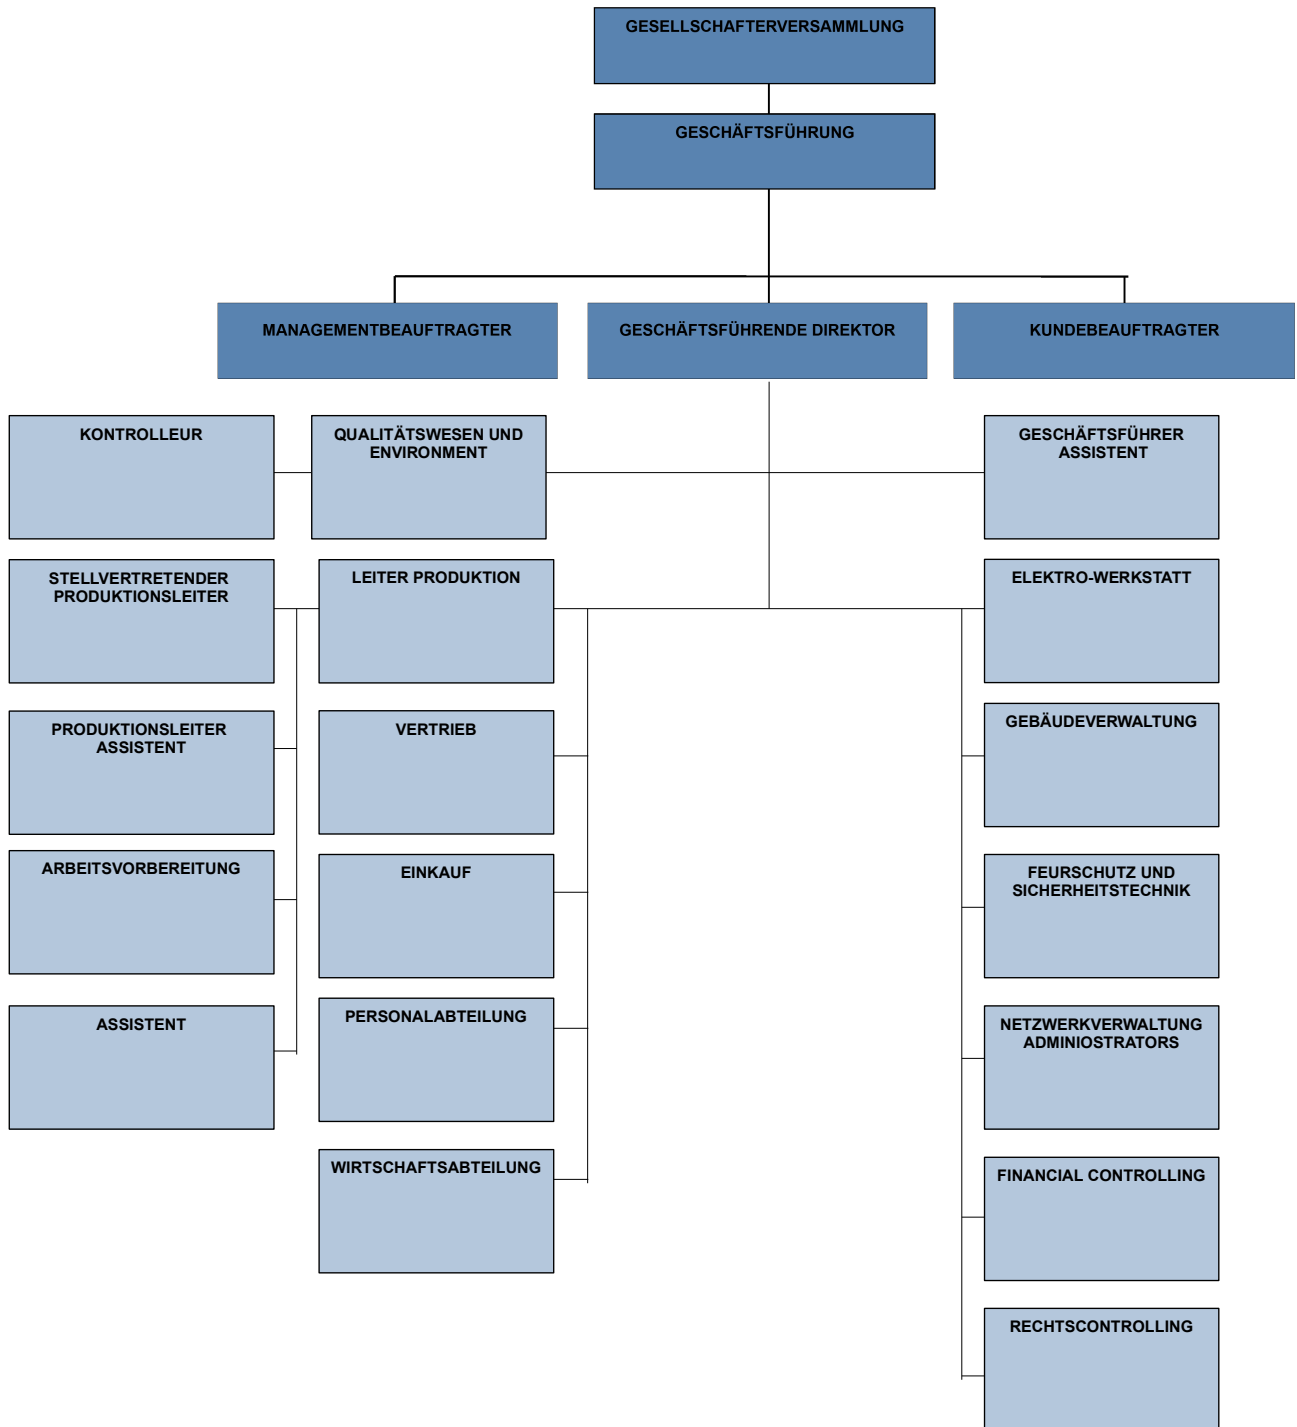 GESELLSCHAFTERVERSAMMLUNG
GESCHÄFTSFÜHRUNG
MANAGEMENTBEAUFTRAGTER
GESCHÄFTSFÜHRENDE DIREKTOR
KUNDEBEAUFTRAGTER
KONTROLLEUR
QUALITÄTSWESEN UND
ENVIRONMENT
GESCHÄFTSFÜHRER
ASSISTENT
STELLVERTRETENDER
PRODUKTIONSLEITER
LEITER PRODUKTION
ELEKTRO-WERKSTATT
PRODUKTIONSLEITER
ASSISTENT
VERTRIEB
GEBÄUDEVERWALTUNG
ARBEITSVORBEREITUNG
EINKAUF
FEURSCHUTZ UND
SICHERHEITSTECHNIK
ASSISTENT
PERSONALABTEILUNG
NETZWERKVERWALTUNG
ADMINIOSTRATORS
WIRTSCHAFTSABTEILUNG
FINANCIAL CONTROLLING
RECHTSCONTROLLING